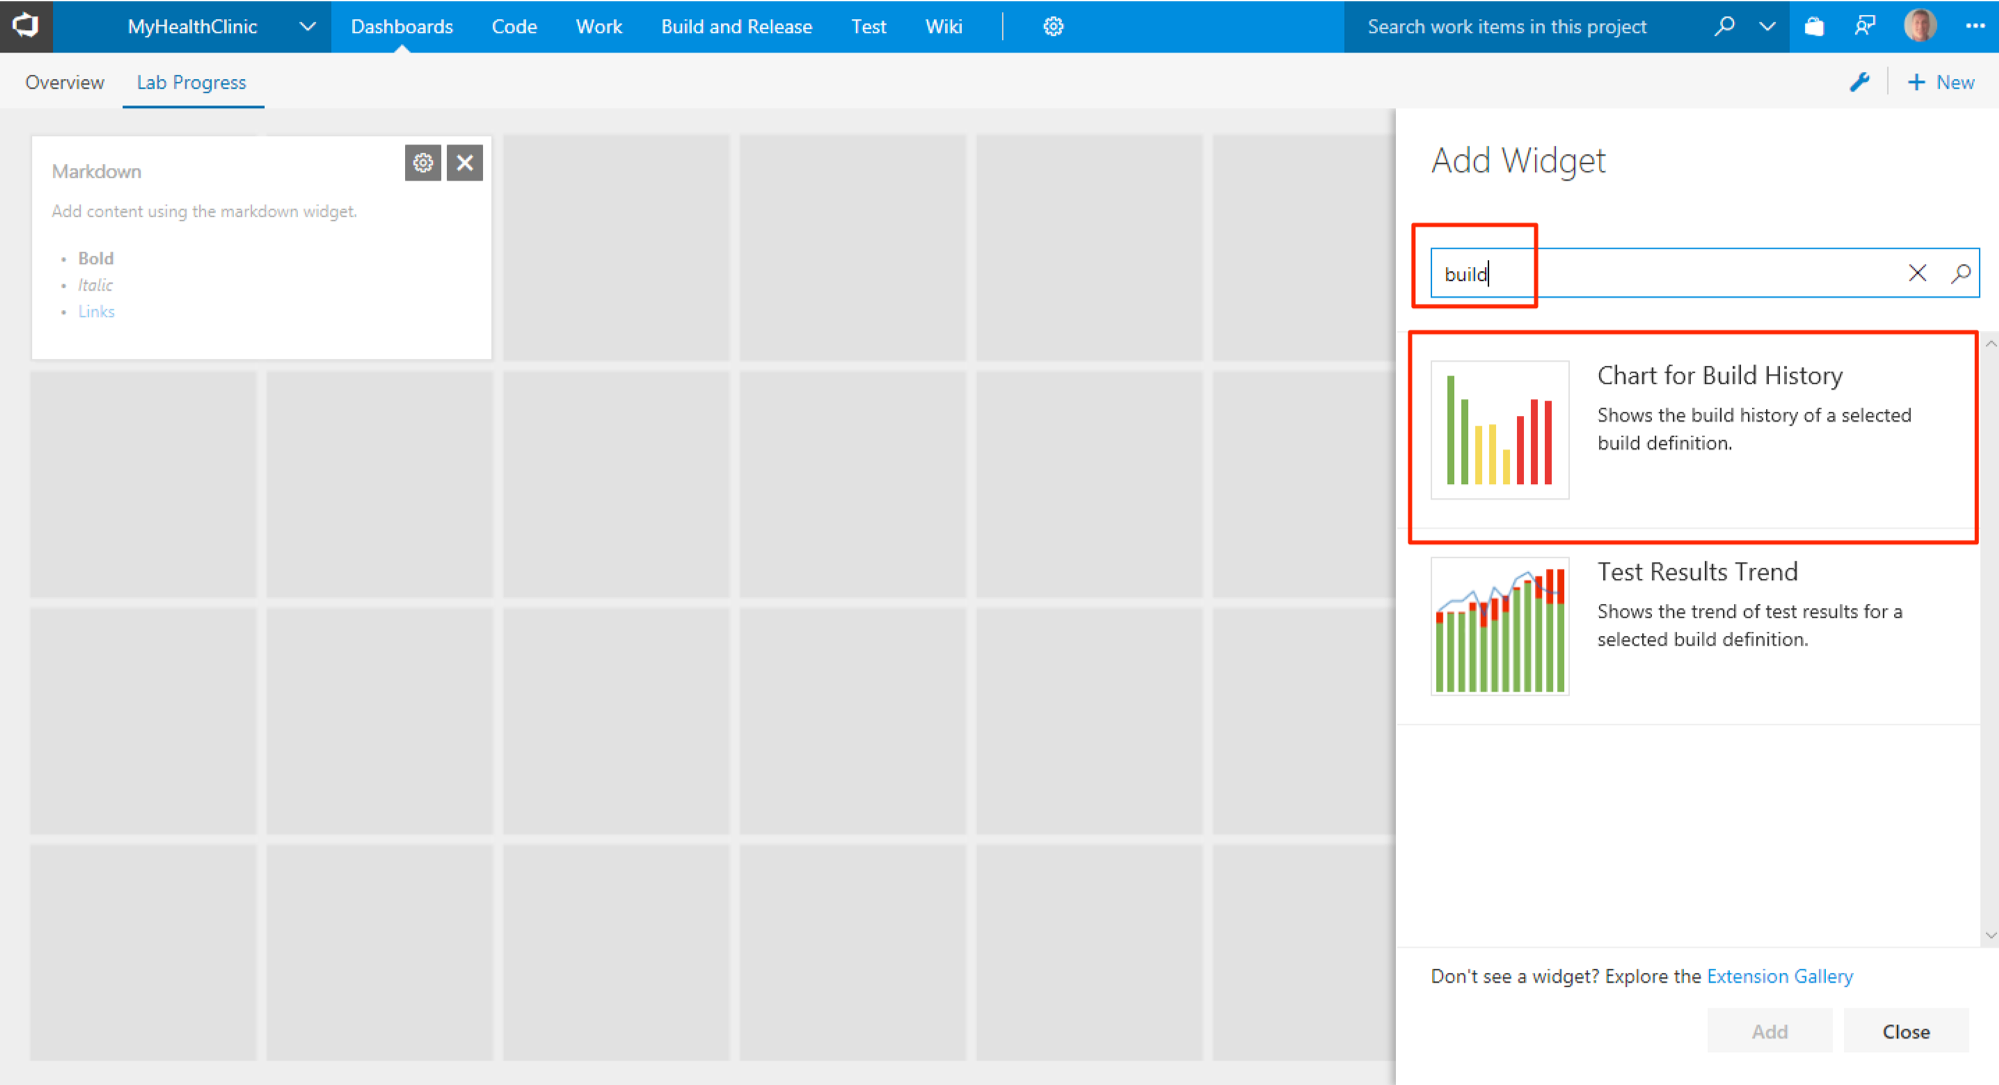 MyHealthClinic Dashboards Code Work Build and Release Test Wiki Search work items in this project
Overview Lab Progress + New
Markdown
Add content using the markdown widget.
• Bold
• Italic
• Links
Add Widget
build
Chart for Build History
Shows the build history of a selected
build definition.
Test Results Trend
Shows the trend of test results for a
selected build definition.
Don't see a widget? Explore the Extension Gallery
Add Close